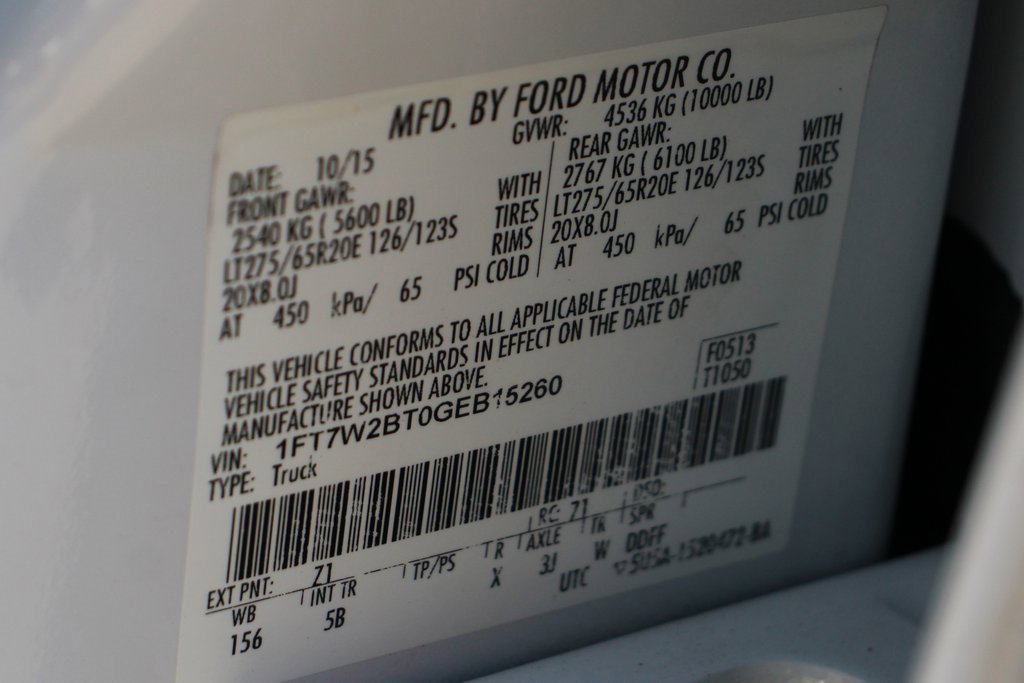 MFD. BY FORD MOTOR CO.
DATE: 10/15 GVWR: 4536 KG (10000 LB)
FRONT GAWR: REAR GAWR:
2540 KG ( 5600 LB) WITH 2767 KG ( 6100 LB) WITH
LT275/65R20E 126/123S TIRES LT275/65R20E 126/123S TIRES
20X8.0J RIMS 20X8.0J RIMS
AT 450 kPa/ 65 PSI COLD AT 450 kPa/ 65 PSI COLD
THIS VEHICLE CONFORMS TO ALL APPLICABLE FEDERAL MOTOR
VEHICLE SAFETY STANDARDS IN EFFECT ON THE DATE OF
MANUFACTURE SHOWN ABOVE.
VIN: 1FT7W2BT0GEB15260 F0513
TYPE: Truck T1050
EXT PNT: Z1 RC: 71 DSO:
WB INT TR TP/PS R AXLE TR SPR
156 5B X 3J W DDFF
UTC